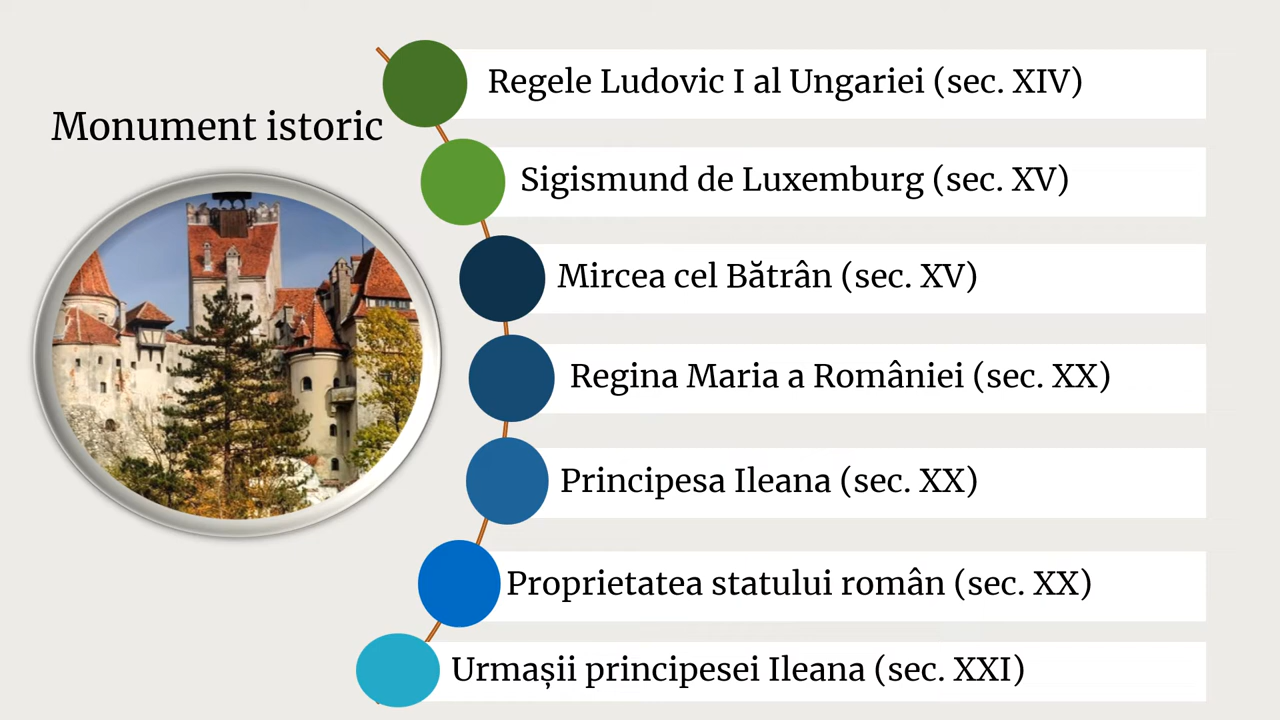 Monument istoric
Regele Ludovic I al Ungariei (sec. XIV)
Sigismund de Luxemburg (sec. XV)
Mircea cel Bătrân (sec. XV)
Regina Maria a României (sec. XX)
Principesa Ileana (sec. XX)
Proprietatea statului român (sec. XX)
Urmașii principesei Ileana (sec. XXI)